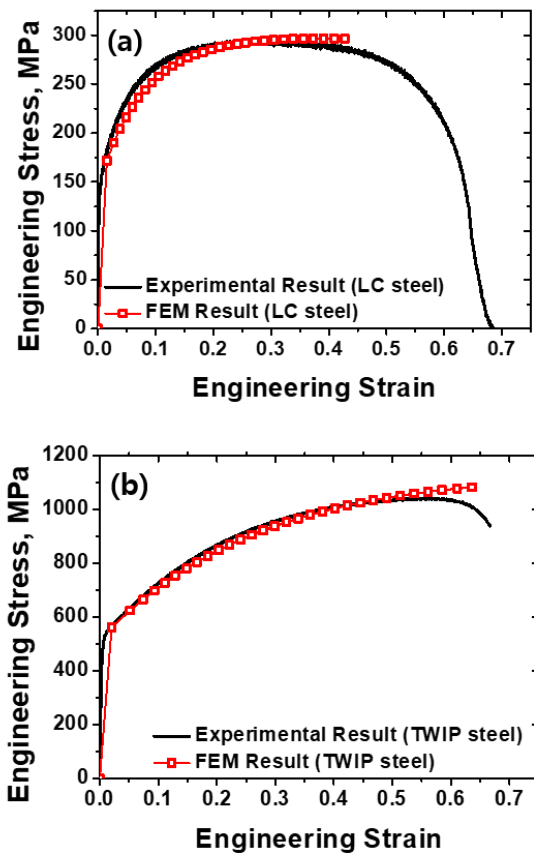 (a)
300
250
200
150
100
50
0
Engineering Stress, MPa
Experimental Result (LC steel)
FEM Result (LC steel)
0.0 0.1 0.2 0.3 0.4 0.5 0.6 0.7
Engineering Strain
(b)
1200
1000
800
600
400
200
0
Engineering Stress, MPa
Experimental Result (TWIP steel)
FEM Result (TWIP steel)
0.0 0.1 0.2 0.3 0.4 0.5 0.6 0.7
Engineering Strain